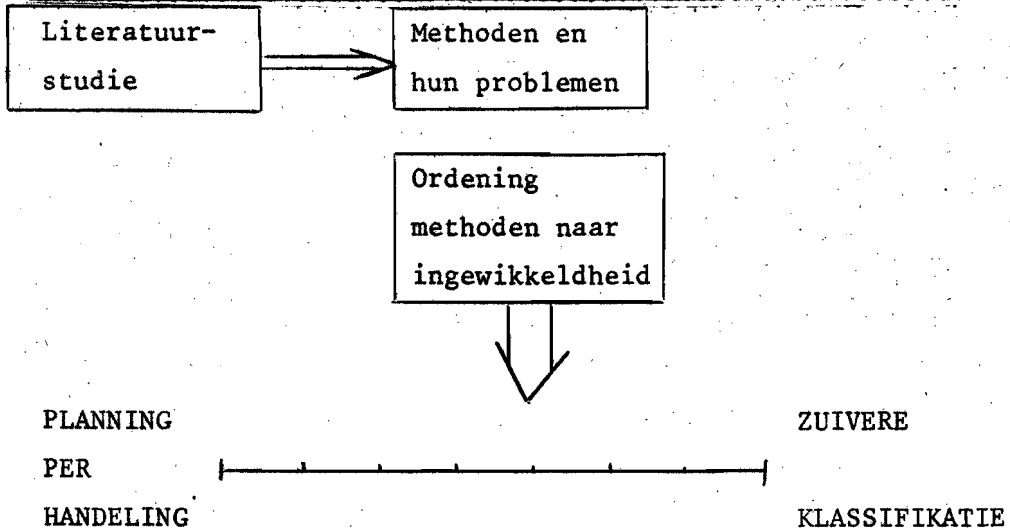 Literatuur-
studie
Methoden en
hun problemen
Ordening
methoden naar
ingewikkeldheid
PLANNING
PER
HANDELING
ZUIVERE
KLASSIFIKATIE